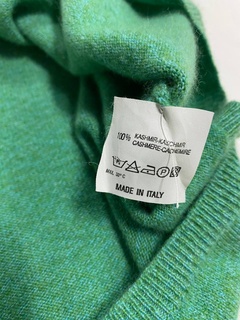 100% KASHMIR-KASCHMIR
CASHMERE-CACHEMIRE
MAX. 30° C
MADE IN ITALY